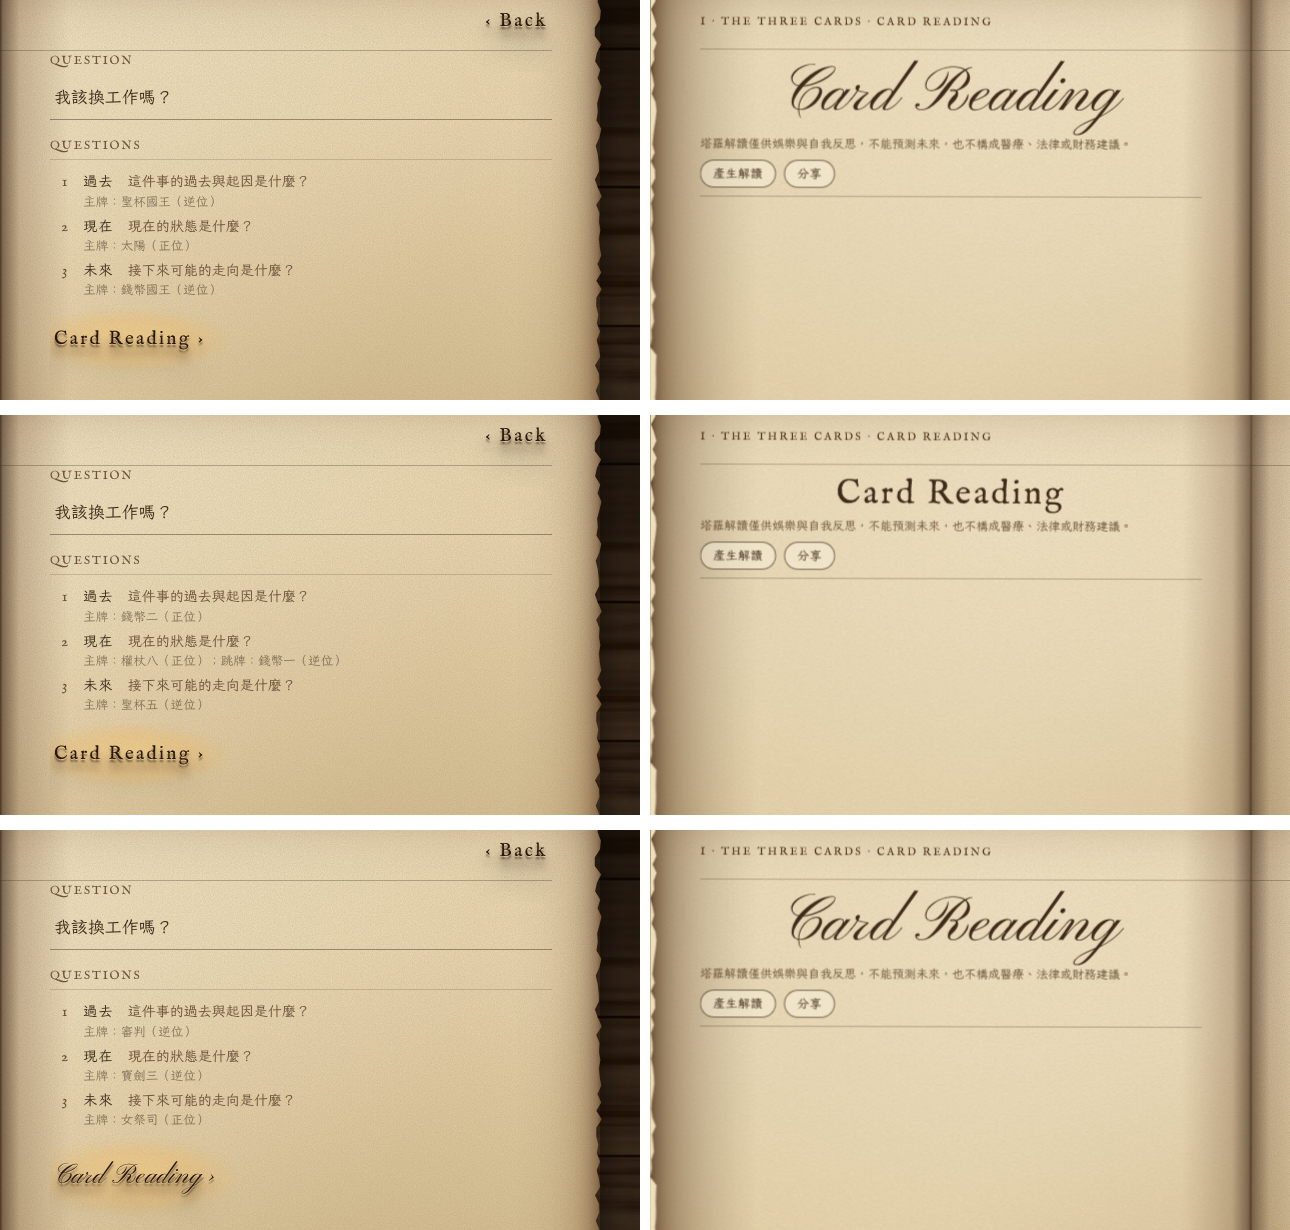 ‹ Back
QUESTION
我該換工作嗎？
QUESTIONS
1 過去 這件事的過去與起因是什麼？
主牌：聖杯國王（逆位）
2 現在 現在的狀態是什麼？
主牌：太陽（正位）
3 未來 接下來可能的走向是什麼？
主牌：錢幣國王（逆位）
Card Reading ›
I · THE THREE CARDS · CARD READING
Card Reading
塔羅解讀僅供娛樂與自我反思，不能預測未來，也不構成醫療、法律或財務建議。
產生解讀 分享
‹ Back
QUESTION
我該換工作嗎？
QUESTIONS
1 過去 這件事的過去與起因是什麼？
主牌：錢幣二（正位）
2 現在 現在的狀態是什麼？
主牌：權杖八（正位）；跳牌：錢幣一（逆位）
3 未來 接下來可能的走向是什麼？
主牌：聖杯五（逆位）
Card Reading ›
I · THE THREE CARDS · CARD READING
Card Reading
塔羅解讀僅供娛樂與自我反思，不能預測未來，也不構成醫療、法律或財務建議。
產生解讀 分享
‹ Back
QUESTION
我該換工作嗎？
QUESTIONS
1 過去 這件事的過去與起因是什麼？
主牌：審判（逆位）
2 現在 現在的狀態是什麼？
主牌：寶劍三（逆位）
3 未來 接下來可能的走向是什麼？
主牌：女祭司（正位）
Card Reading ›
I · THE THREE CARDS · CARD READING
Card Reading
塔羅解讀僅供娛樂與自我反思，不能預測未來，也不構成醫療、法律或財務建議。
產生解讀 分享